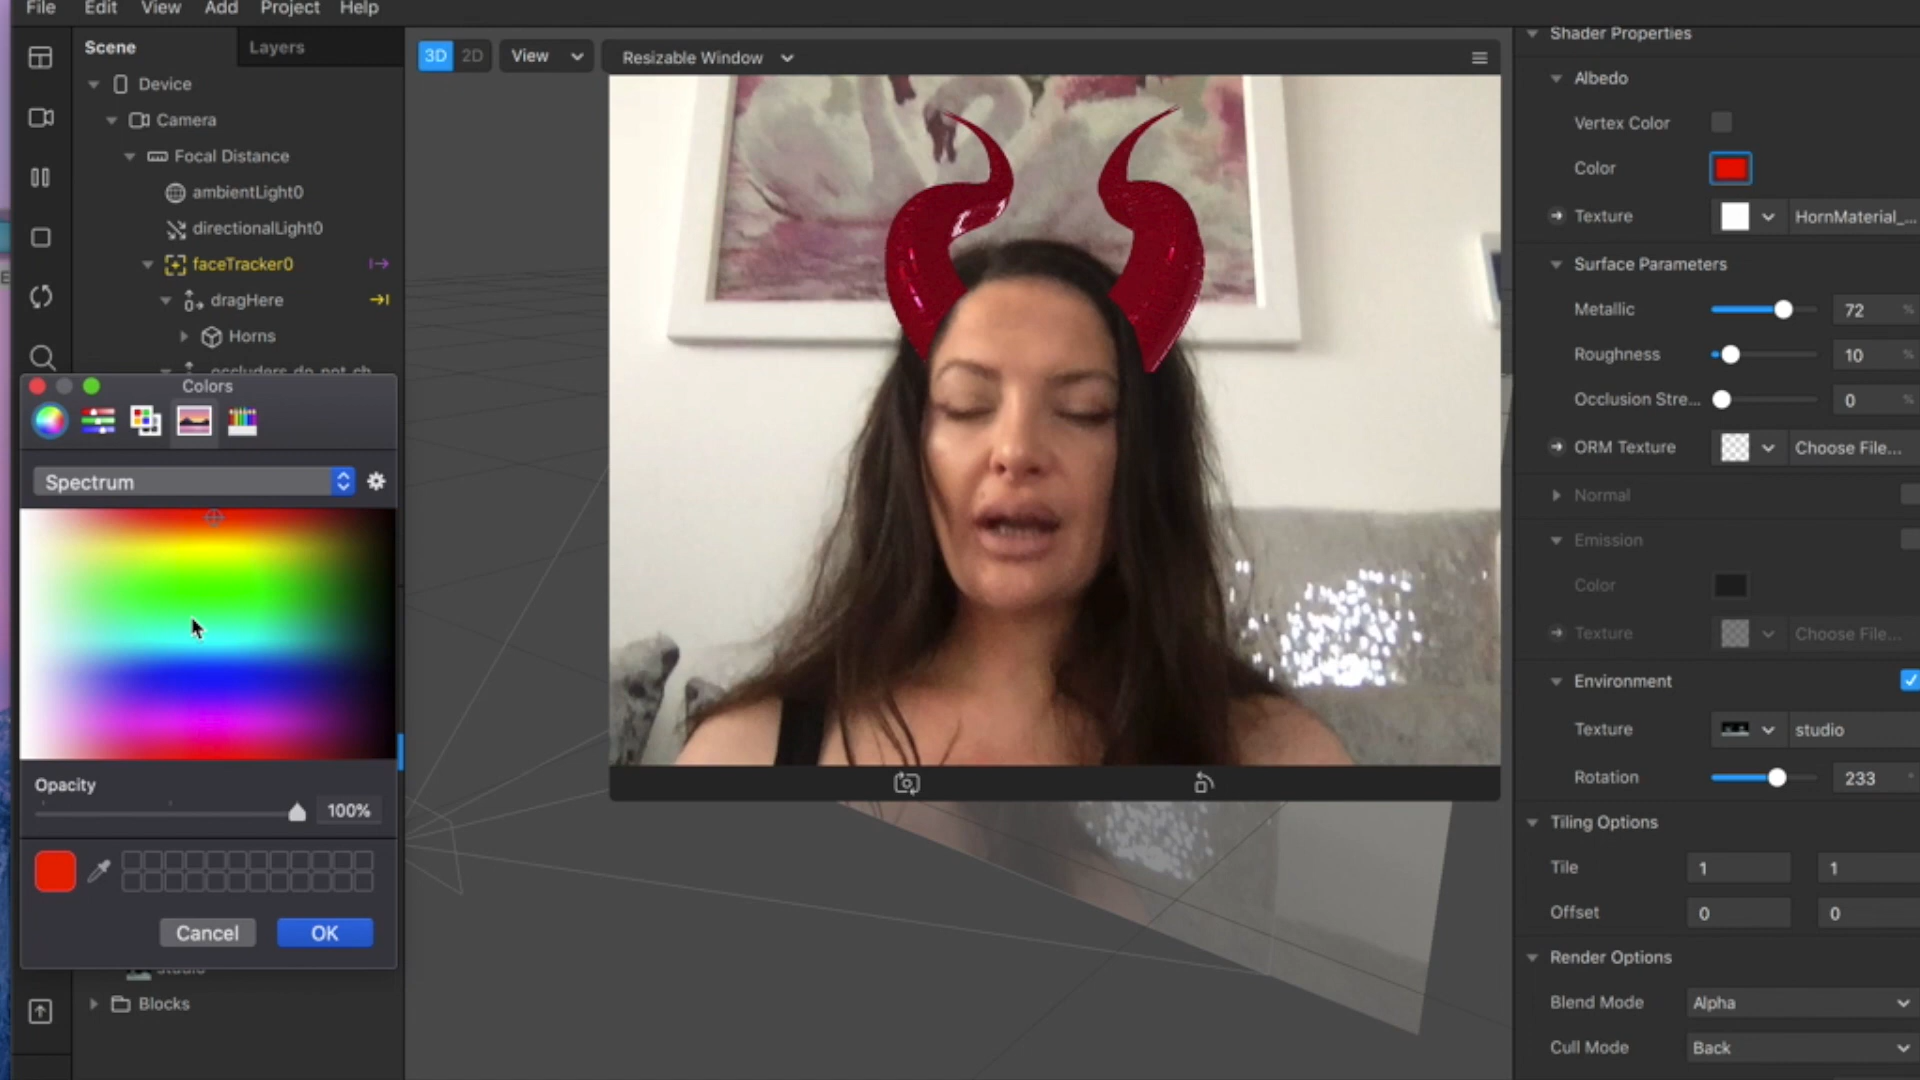 File Edit View Add Project Help
Scene Layers
Device
Camera
Focal Distance
ambientLight0
directionalLight0
faceTracker0
dragHere
Horns
occluders_do_not_ch
Colors
Spectrum
Opacity
100%
Cancel OK
studio
Blocks
3D 2D View Resizable Window
Shader Properties
Albedo
Vertex Color
Color
Texture HornMaterial_...
Surface Parameters
Metallic 72 %
Roughness 10 %
Occlusion Stre... 0 %
ORM Texture Choose File...
Normal
Emission
Color
Texture Choose File...
Environment
Texture studio
Rotation 233 °
Tiling Options
Tile 1 1
Offset 0 0
Render Options
Blend Mode Alpha
Cull Mode Back